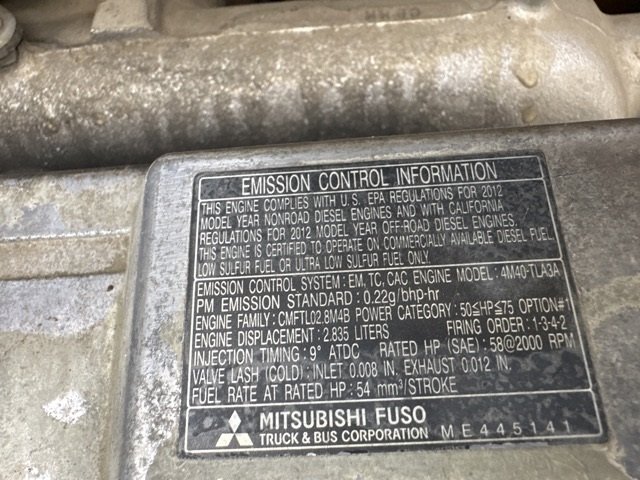 EMISSION CONTROL INFORMATION
THIS ENGINE COMPLIES WITH U.S. EPA REGULATIONS FOR 2012
MODEL YEAR NONROAD DIESEL ENGINES AND WITH CALIFORNIA
REGULATIONS FOR 2012 MODEL YEAR OFF-ROAD DIESEL ENGINES.
THIS ENGINE IS CERTIFIED TO OPERATE ON COMMERCIALLY AVAILABLE DIESEL FUEL.
LOW SULFUR FUEL OR ULTRA LOW SULFUR FUEL ONLY
EMISSION CONTROL SYSTEM : EM, TC, CAC ENGINE MODEL : 4M40-TLA3A
PM EMISSION STANDARD : 0.22g/bhp-hr
ENGINE FAMILY : CMFTL02.8M4B POWER CATEGORY : 50≦HP≦75 OPTION#1
ENGINE DISPLACEMENT : 2.835 LITERS FIRING ORDER : 1-3-4-2
INJECTION TIMING : 9° ATDC RATED HP (SAE) : 58@2000 RPM
VALVE LASH (COLD) : INLET 0.008 IN. EXHAUST 0.012 IN.
FUEL RATE AT RATED HP : 54 mm³/STROKE
MITSUBISHI FUSO
TRUCK & BUS CORPORATION ME445141